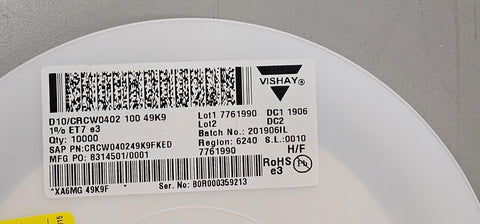 VISHAY
D10/CRCW0402 100 49K9
1% ET7 e3
Qty: 10000
SAP PN:CRCW040249K9FKED
MFG PO: 8314501/0001
Lot1 7761990 DC1 1906
Lot2 DC2
Batch No.: 201906IL
Region: 6240 S.L.:0010
7761990 H/F
RoHS
e3
"XA6MG 49K9F
Ser. No: B0R000359213